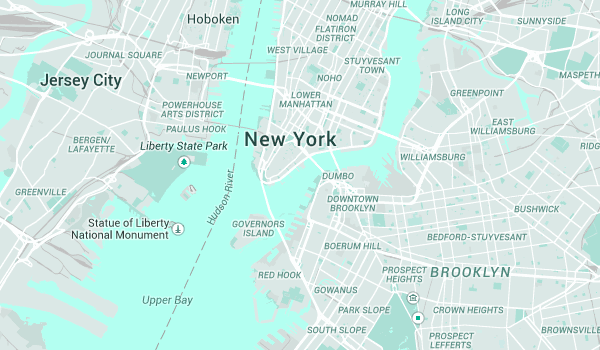 MURRAY HILL
Hoboken
NOMAD
FLATIRON
DISTRICT
LONG
ISLAND CITY
SUNNYSIDE
JOURNAL SQUARE
WEST VILLAGE
STUYVESANT
TOWN
Jersey City
NEWPORT
NOHO
MASPETH
LOWER
MANHATTAN
GREENPOINT
POWERHOUSE
ARTS DISTRICT
PAULUS HOOK
EAST
WILLIAMSBURG
BERGEN/
LAFAYETTE
Liberty State Park
New York
RIDG
WILLIAMSBURG
GREENVILLE
Hudson River
DUMBO
DOWNTOWN
BROOKLYN
BUSHWICK
Statue of Liberty
National Monument
GOVERNORS
ISLAND
BEDFORD-STUYVESANT
BOERUM HILL
RED HOOK
PROSPECT
HEIGHTS
BROOKLYN
GOWANUS
Upper Bay
PARK SLOPE
CROWN HEIGHTS
SOUTH SLOPE
BROWNSVILLE
PROSPECT
LEFFERTS